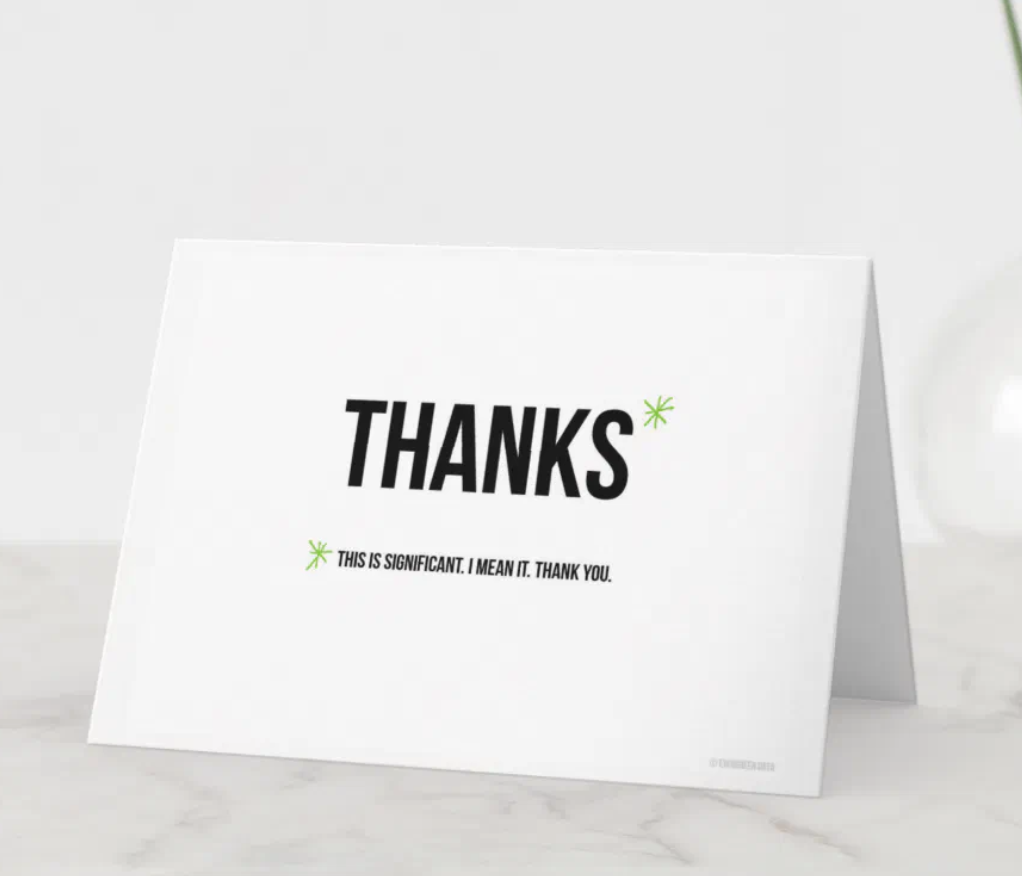 THANKS*
* THIS IS SIGNIFICANT. I MEAN IT. THANK YOU.